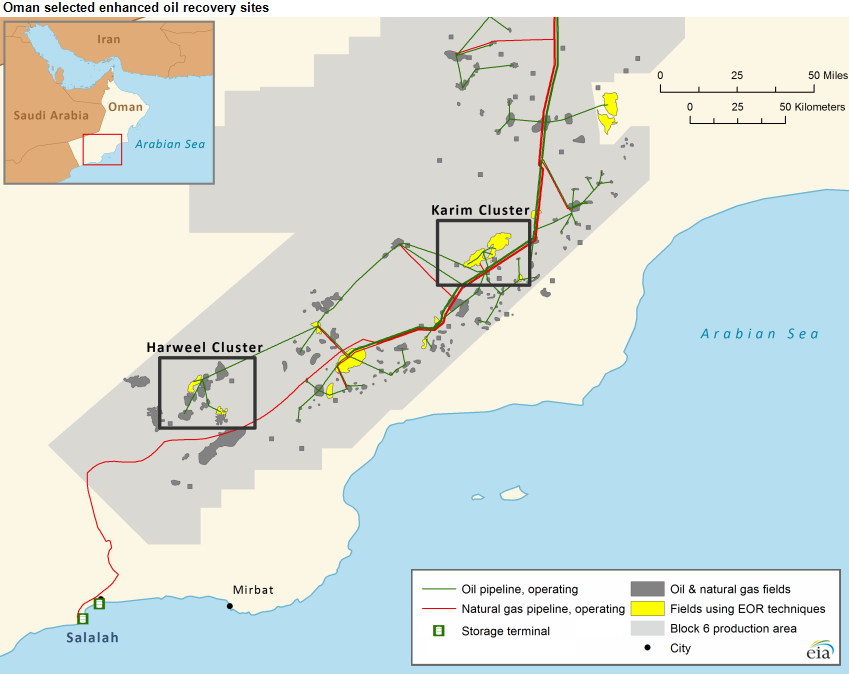 Oman selected enhanced oil recovery sites
Iran
Saudi Arabia
Oman
Arabian Sea
0 25 50 Miles
0 25 50 Kilometers
Karim Cluster
Harweel Cluster
Arabian Sea
Mirbat
Salalah
Oil pipeline, operating
Natural gas pipeline, operating
Storage terminal
Oil & natural gas fields
Fields using EOR techniques
Block 6 production area
City
eia